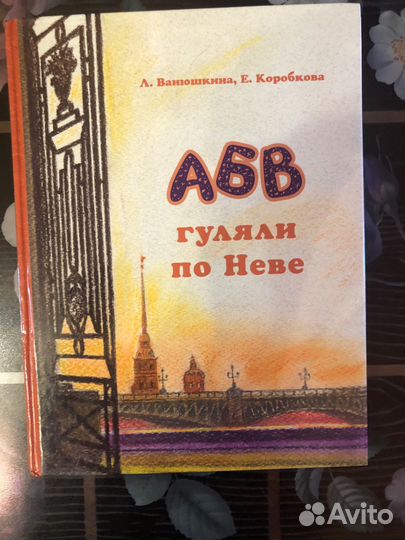 Л. Ванюшкина, Е. Коробкова
АБВ
гуляли
по Неве
Avito